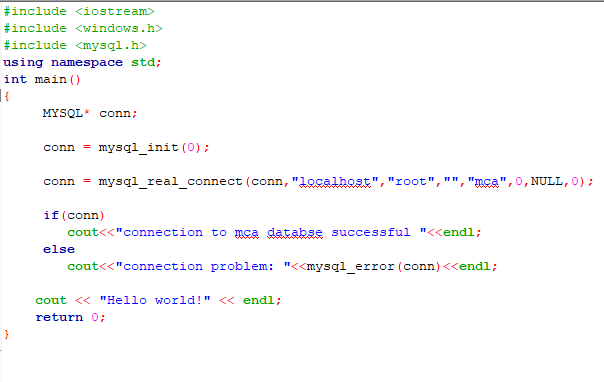 #include <iostream>
#include <windows.h>
#include <mysql.h>
using namespace std;
int main()
{
MYSQL* conn;
conn = mysql_init(0);
conn = mysql_real_connect(conn,"localhost","root","","mca",0,NULL,0);
if(conn)
cout<<"connection to mca databse successful "<<endl;
else
cout<<"connection problem: "<<mysql_error(conn)<<endl;
cout << "Hello world!" << endl;
return 0;
}